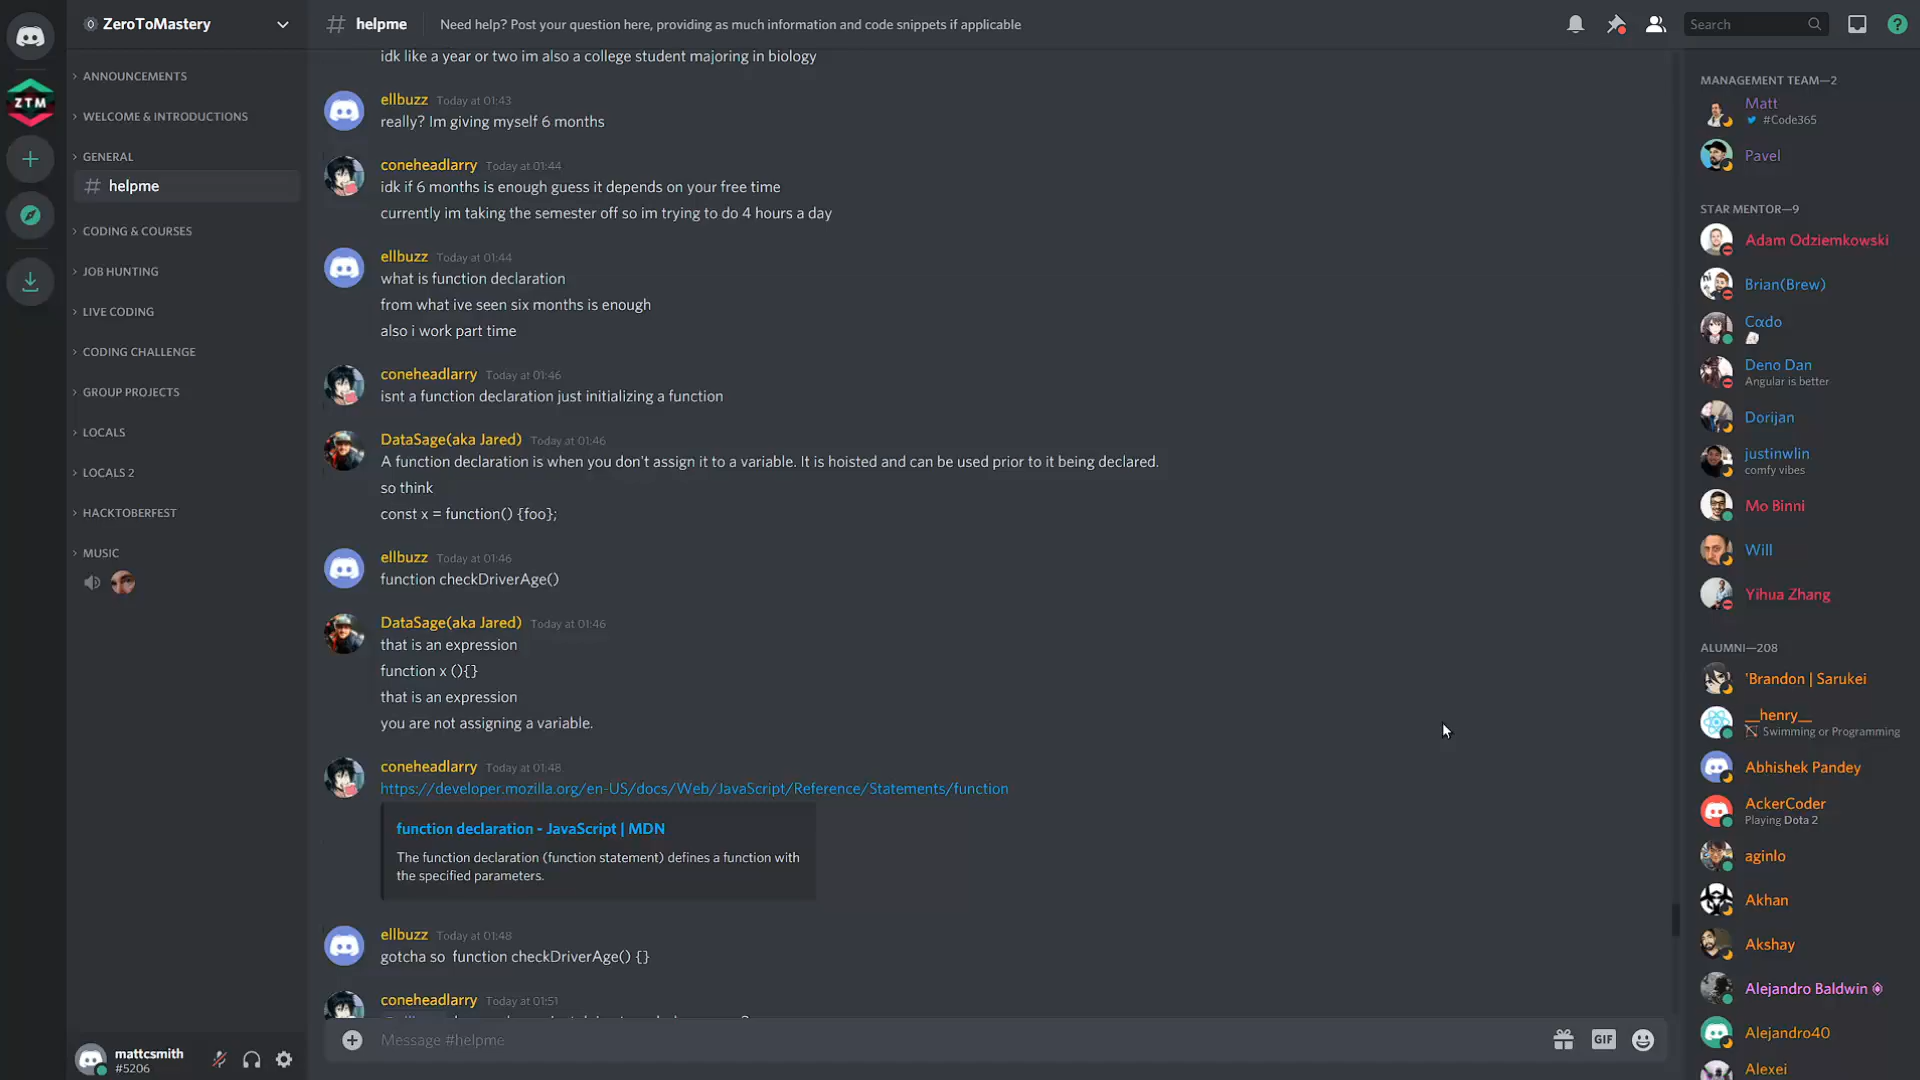 ZeroToMastery
ZTM
ANNOUNCEMENTS
WELCOME & INTRODUCTIONS
GENERAL
# helpme
CODING & COURSES
JOB HUNTING
LIVE CODING
CODING CHALLENGE
GROUP PROJECTS
LOCALS
LOCALS 2
HACKTOBERFEST
MUSIC
mattcsmith
#5206
# helpme
Need help? Post your question here, providing as much information and code snippets if applicable
Search
idk like a year or two im also a college student majoring in biology
ellbuzz Today at 01:43
really? Im giving myself 6 months
coneheadlarry Today at 01:44
idk if 6 months is enough guess it depends on your free time
currently im taking the semester off so im trying to do 4 hours a day
ellbuzz Today at 01:44
what is function declaration
from what ive seen six months is enough
also i work part time
coneheadlarry Today at 01:46
isnt a function declaration just initializing a function
DataSage(aka Jared) Today at 01:46
A function declaration is when you don't assign it to a variable. It is hoisted and can be used prior to it being declared.
so think
const x = function() {foo};
ellbuzz Today at 01:46
function checkDriverAge()
DataSage(aka Jared) Today at 01:46
that is an expression
function x (){}
that is an expression
you are not assigning a variable.
coneheadlarry Today at 01:48
https://developer.mozilla.org/en-US/docs/Web/JavaScript/Reference/Statements/function
function declaration - JavaScript | MDN
The function declaration (function statement) defines a function with
the specified parameters.
ellbuzz Today at 01:48
gotcha so function checkDriverAge() {}
coneheadlarry Today at 01:51
Message #helpme
GIF
MANAGEMENT TEAM—2
Matt
#Code365
Pavel
STAR MENTOR—9
Adam Odziemkowski
Brian(Brew)
Cαdo
Deno Dan
Angular is better
Dorijan
justinwlin
comfy vibes
Mo Binni
Will
Yihua Zhang
ALUMNI—208
'Brandon | Sarukei
__henry__
Swimming or Programming
Abhishek Pandey
AckerCoder
Playing Dota 2
aginlo
Akhan
Akshay
Alejandro Baldwin
Alejandro40
Alexei